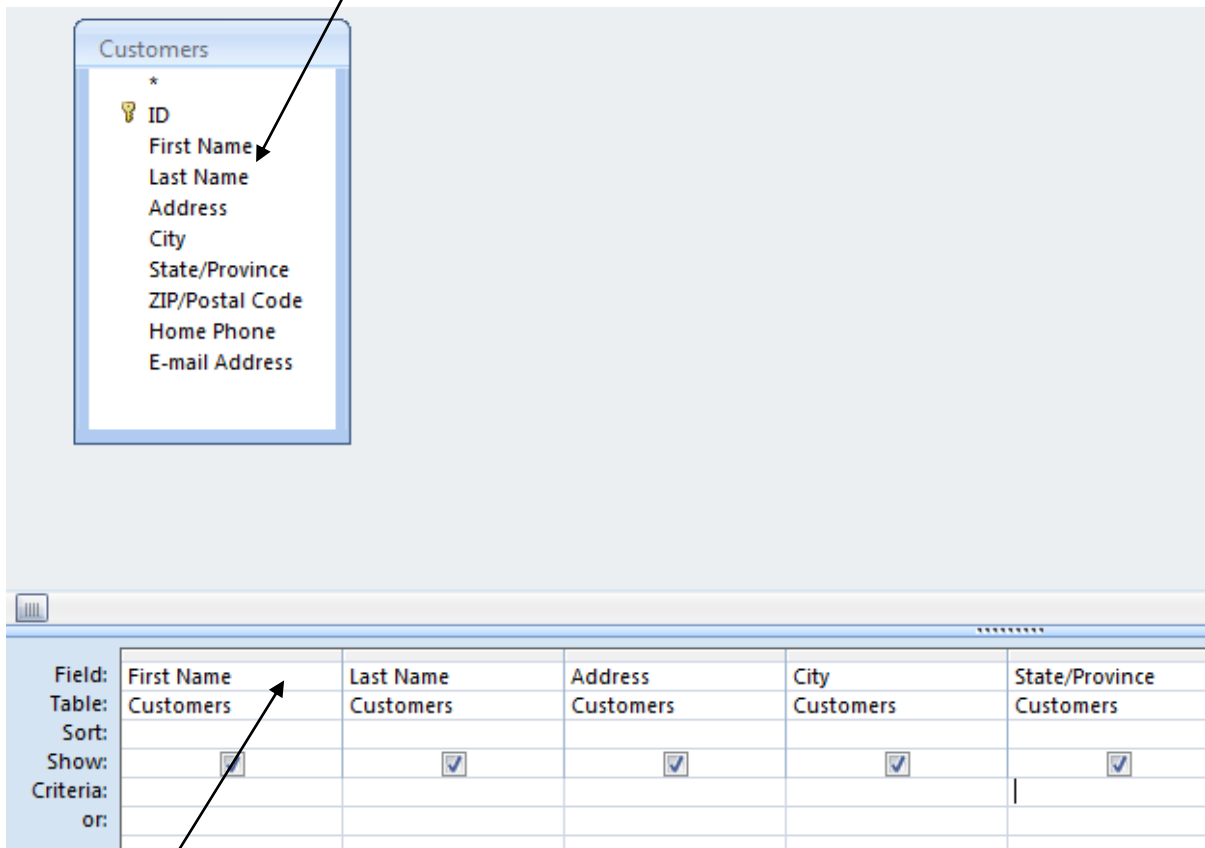 Customers
*
ID
First Name
Last Name
Address
City
State/Province
ZIP/Postal Code
Home Phone
E-mail Address
Field: First Name Last Name Address City State/Province
Table: Customers Customers Customers Customers Customers
Sort:
Show:
Criteria:
or: